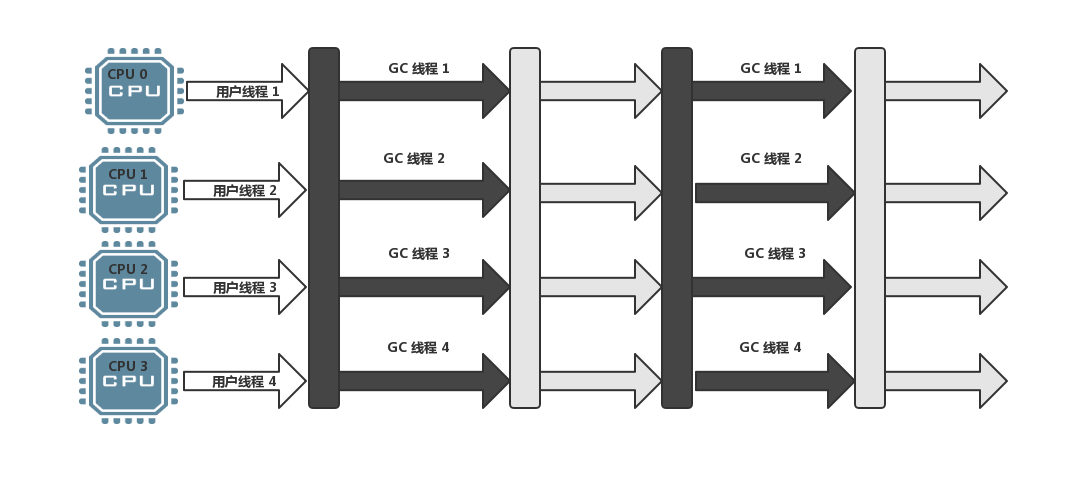 CPU 0
CPU
用户线程 1
GC 线程 1
GC 线程 1
CPU 1
CPU
用户线程 2
GC 线程 2
GC 线程 2
CPU 2
CPU
用户线程 3
GC 线程 3
GC 线程 3
CPU 3
CPU
用户线程 4
GC 线程 4
GC 线程 4